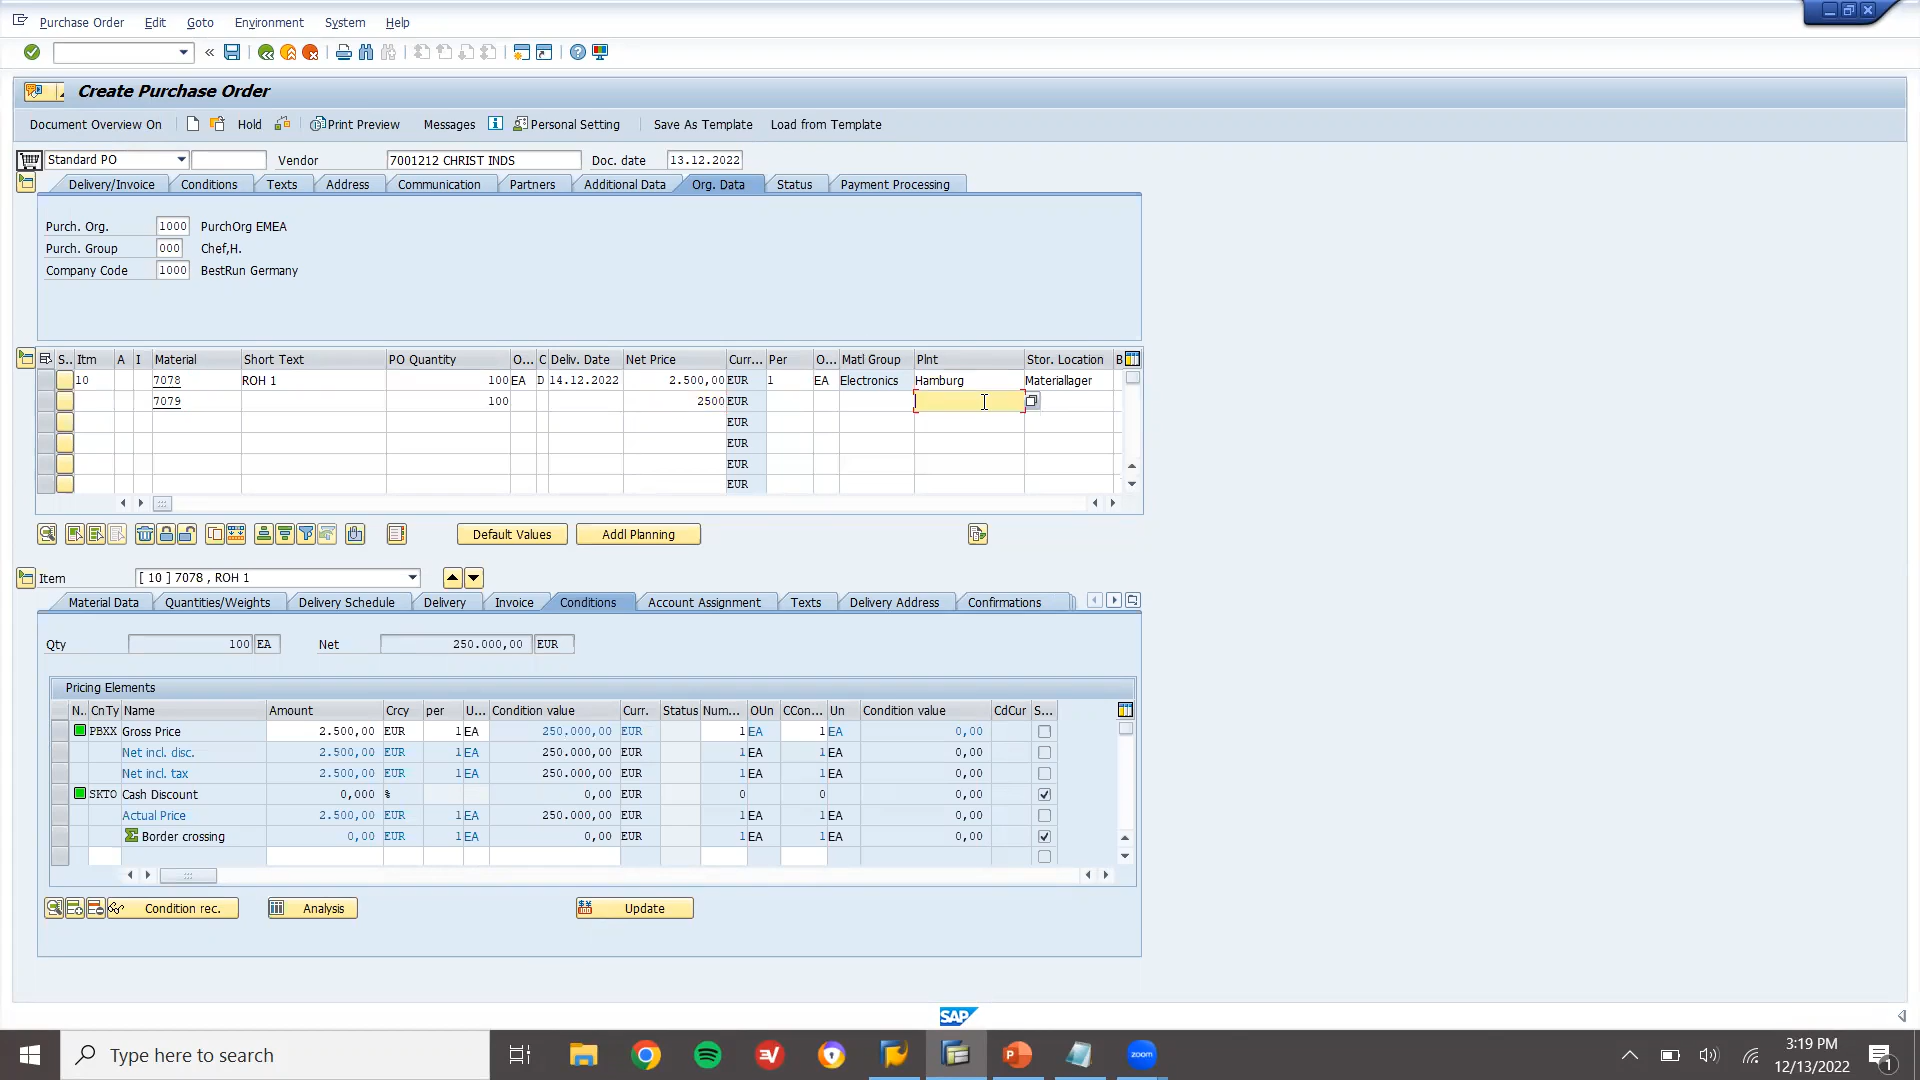 Purchase Order Edit Goto Environment System Help
Create Purchase Order
Document Overview On Hold Print Preview Messages Personal Setting Save As Template Load from Template
Standard PO Vendor 7001212 CHRIST INDS Doc. date 13.12.2022
Delivery/Invoice Conditions Texts Address Communication Partners Additional Data Org. Data Status Payment Processing
Purch. Org. 1000 PurchOrg EMEA
Purch. Group 000 Chef,H.
Company Code 1000 BestRun Germany
S.. Itm A I Material Short Text PO Quantity O... C Deliv. Date Net Price Curr... Per O... Matl Group Plnt Stor. Location B
10 7078 ROH 1 100 EA D 14.12.2022 2.500,00 EUR 1 EA Electronics Hamburg Materiallager
7079 100 2500 EUR
EUR
EUR
EUR
EUR
Default Values Addl Planning
Item [ 10 ] 7078 , ROH 1
Material Data Quantities/Weights Delivery Schedule Delivery Invoice Conditions Account Assignment Texts Delivery Address Confirmations
Qty 100 EA Net 250.000,00 EUR
Pricing Elements
N.. CnTy Name Amount Crcy per U... Condition value Curr. Status Num... OUn CCon... Un Condition value CdCur S...
PBXX Gross Price 2.500,00 EUR 1 EA 250.000,00 EUR 1 EA 1 EA 0,00
Net incl. disc. 2.500,00 EUR 1 EA 250.000,00 EUR 1 EA 1 EA 0,00
Net incl. tax 2.500,00 EUR 1 EA 250.000,00 EUR 1 EA 1 EA 0,00
SKTO Cash Discount 0,000 % 0,00 EUR 0 0 0,00
Actual Price 2.500,00 EUR 1 EA 250.000,00 EUR 1 EA 1 EA 0,00
Border crossing 0,00 EUR 1 EA 0,00 EUR 1 EA 1 EA 0,00
Condition rec. Analysis Update
SAP
Type here to search zoom 3:19 PM
12/13/2022 1